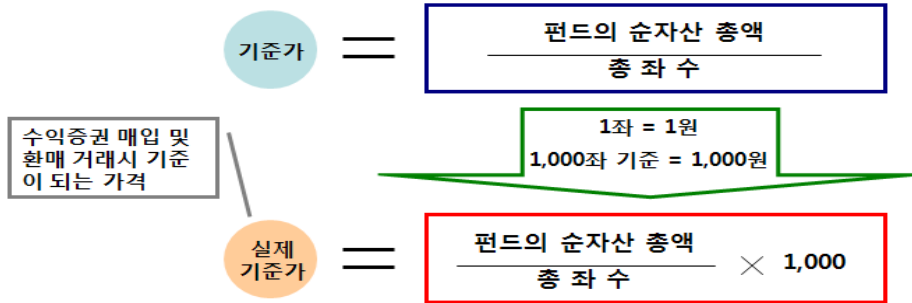 기준가
펀드의 순자산 총액
총 좌 수
수익증권 매입 및
환매 거래시 기준
이 되는 가격
1좌 = 1원
1,000좌 기준 = 1,000원
실제
기준가
펀드의 순자산 총액
총 좌 수
× 1,000